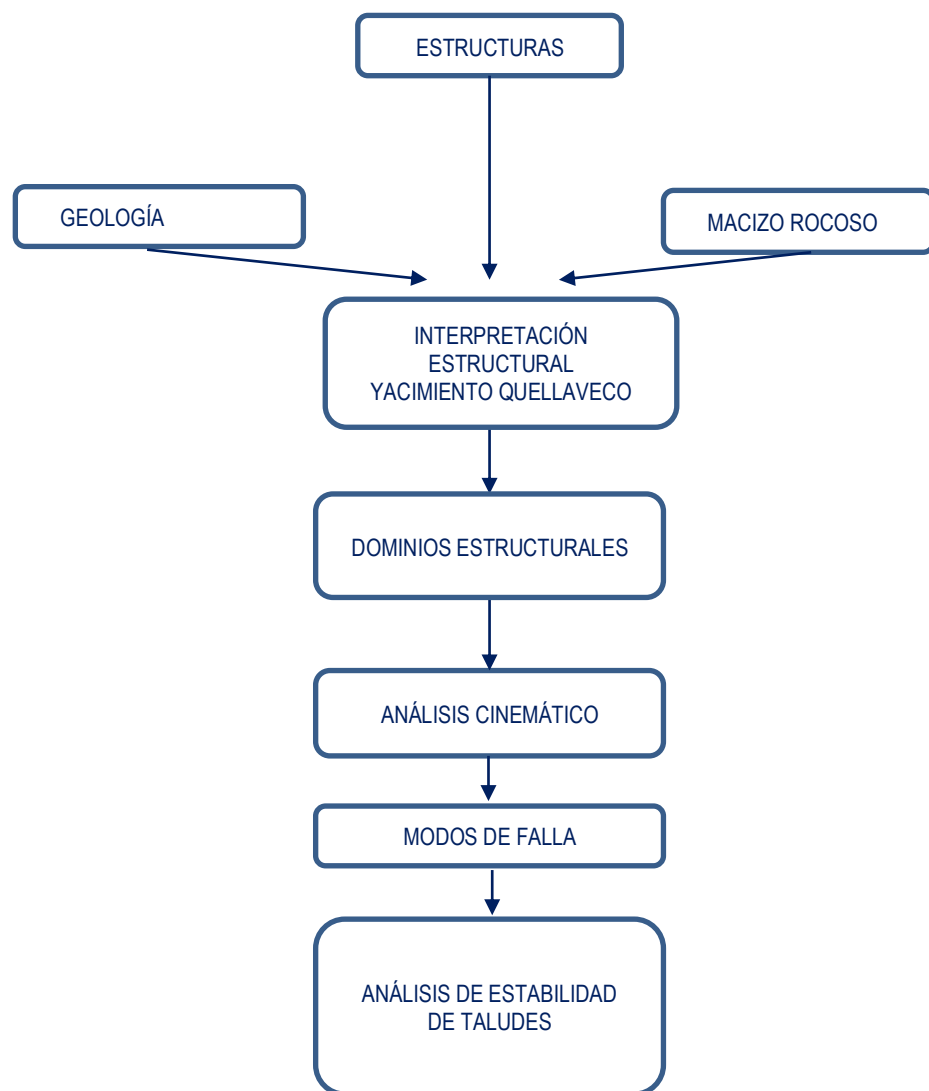 ESTRUCTURAS
GEOLOGÍA
MACIZO ROCOSO
INTERPRETACIÓN
ESTRUCTURAL
YACIMIENTO QUELLAVECO
DOMINIOS ESTRUCTURALES
ANÁLISIS CINEMÁTICO
MODOS DE FALLA
ANÁLISIS DE ESTABILIDAD
DE TALUDES